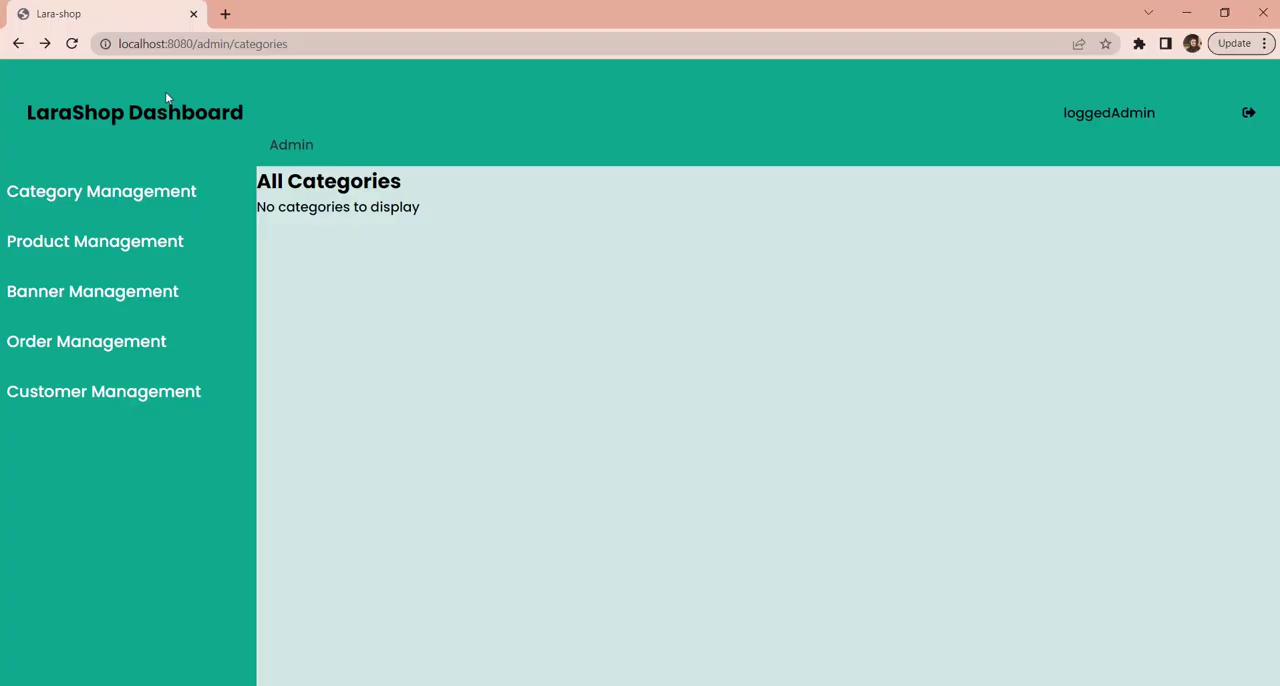 Lara-shop
localhost:8080/admin/categories
Update
LaraShop Dashboard
loggedAdmin
Admin
Category Management
Product Management
Banner Management
Order Management
Customer Management
All Categories
No categories to display